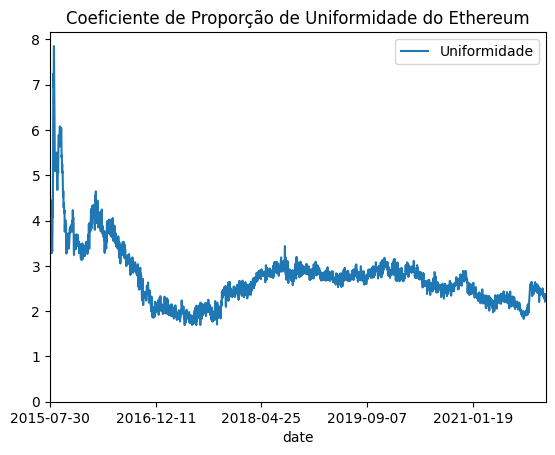 Coeficiente de Proporção de Uniformidade do Ethereum
Uniformidade
8
7
6
5
4
3
2
1
0
2015-07-30 2016-12-11 2018-04-25 2019-09-07 2021-01-19
date